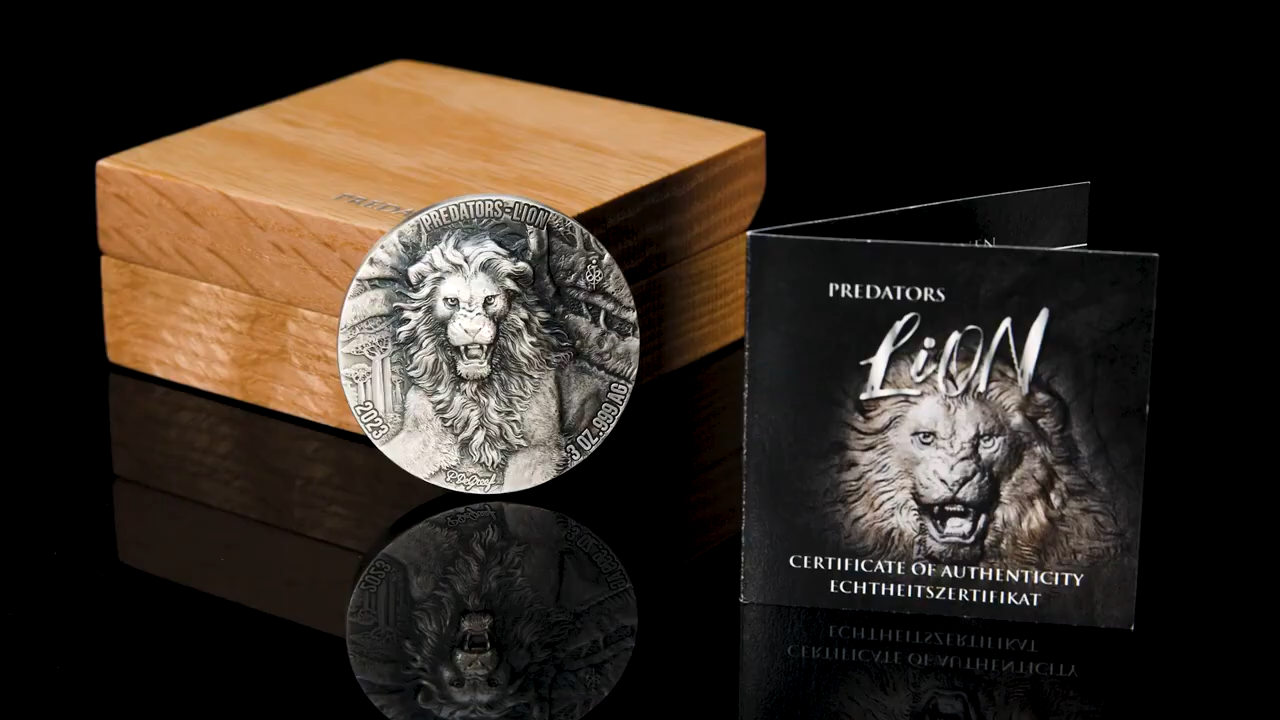 PREDATORS-LION
2023
3 OZ .999 AG
P. DeGreef
PREDATORS
LiON
CERTIFICATE OF AUTHENTICITY
ECHTHEITSZERTIFIKAT